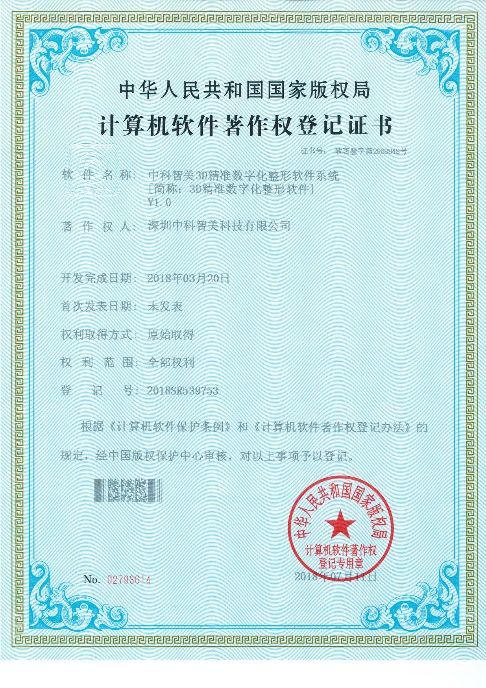 中华人民共和国国家版权局
计算机软件著作权登记证书
证书号： 软著登字第
软件名称： 中科智美3D精准数字化整形软件系统
[简称：3D精准数字化整形软件]
V1.0
著作权人： 深圳中科智美科技有限公司
开发完成日期： 2018年03月20日
首次发表日期： 未发表
权利取得方式： 原始取得
权利范围： 全部权利
登记号： 2018SR539753
根据《计算机软件保护条例》和《计算机软件著作权登记办法》的
规定，经中国版权保护中心审核，对以上事项予以登记。
中华人民共和国国家版权局
计算机软件著作权
登记专用章
2018年07月11日
No.